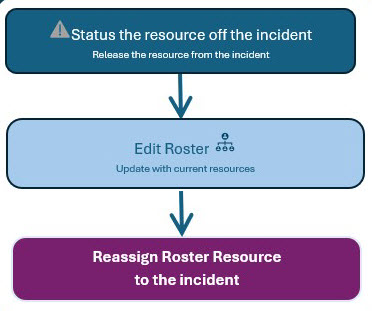 Status the resource off the incident
Release the resource from the incident
Edit Roster
Update with current resources
Reassign Roster Resource
to the incident